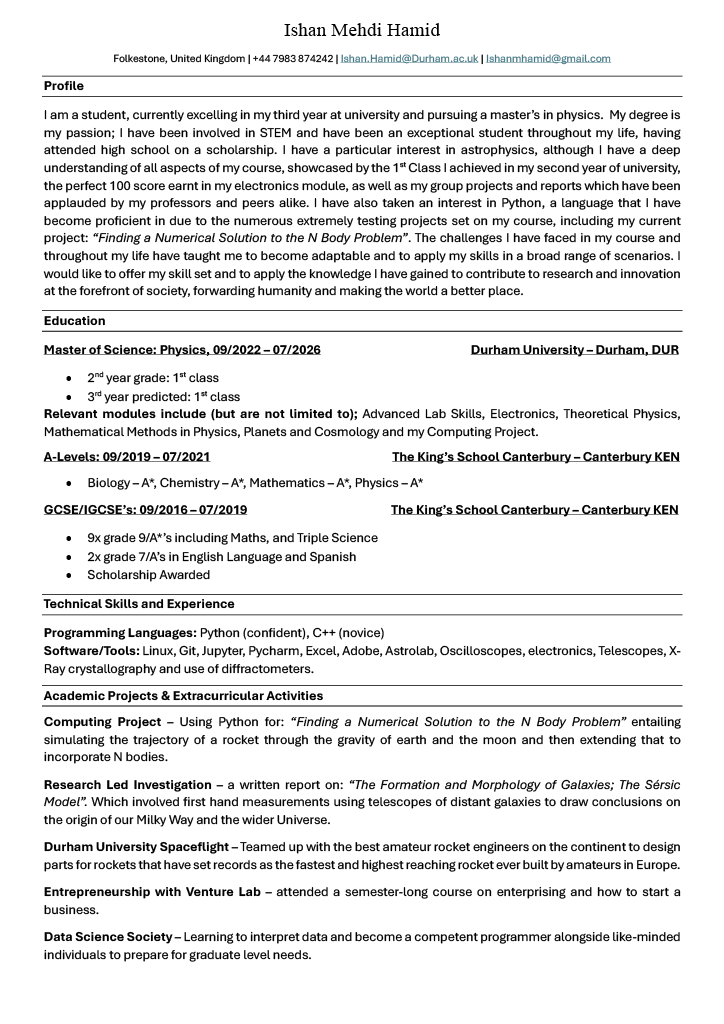 Ishan Mehdi Hamid
Folkestone, United Kingdom | +44 7983 874242 | Ishan.Hamid@Durham.ac.uk | Ishanmhamid@gmail.com
Profile
I am a student, currently excelling in my third year at university and pursuing a master's in physics. My degree is
my passion; I have been involved in STEM and have been an exceptional student throughout my life, having
attended high school on a scholarship. I have a particular interest in astrophysics, although I have a deep
understanding of all aspects of my course, showcased by the 1st Class I achieved in my second year of university,
the perfect 100 score earnt in my electronics module, as well as my group projects and reports which have been
applauded by my professors and peers alike. I have also taken an interest in Python, a language that I have
become proficient in due to the numerous extremely testing projects set on my course, including my current
project: “Finding a Numerical Solution to the N Body Problem”. The challenges I have faced in my course and
throughout my life have taught me to become adaptable and to apply my skills in a broad range of scenarios. I
would like to offer my skill set and to apply the knowledge I have gained to contribute to research and innovation
at the forefront of society, forwarding humanity and making the world a better place.
Education
Master of Science: Physics, 09/2022 – 07/2026 Durham University – Durham, DUR
• 2nd year grade: 1st class
• 3rd year predicted: 1st class
Relevant modules include (but are not limited to); Advanced Lab Skills, Electronics, Theoretical Physics,
Mathematical Methods in Physics, Planets and Cosmology and my Computing Project.
A-Levels: 09/2019 – 07/2021 The King's School Canterbury – Canterbury KEN
• Biology – A*, Chemistry – A*, Mathematics – A*, Physics – A*
GCSE/IGCSE's: 09/2016 – 07/2019 The King's School Canterbury – Canterbury KEN
• 9x grade 9/A*'s including Maths, and Triple Science
• 2x grade 7/A's in English Language and Spanish
• Scholarship Awarded
Technical Skills and Experience
Programming Languages: Python (confident), C++ (novice)
Software/Tools: Linux, Git, Jupyter, Pycharm, Excel, Adobe, Astrolab, Oscilloscopes, electronics, Telescopes, X-
Ray crystallography and use of diffractometers.
Academic Projects & Extracurricular Activities
Computing Project – Using Python for: “Finding a Numerical Solution to the N Body Problem” entailing
simulating the trajectory of a rocket through the gravity of earth and the moon and then extending that to
incorporate N bodies.
Research Led Investigation – a written report on: “The Formation and Morphology of Galaxies; The Sérsic
Model”. Which involved first hand measurements using telescopes of distant galaxies to draw conclusions on
the origin of our Milky Way and the wider Universe.
Durham University Spaceflight – Teamed up with the best amateur rocket engineers on the continent to design
parts for rockets that have set records as the fastest and highest reaching rocket ever built by amateurs in Europe.
Entrepreneurship with Venture Lab – attended a semester-long course on enterprising and how to start a
business.
Data Science Society – Learning to interpret data and become a competent programmer alongside like-minded
individuals to prepare for graduate level needs.